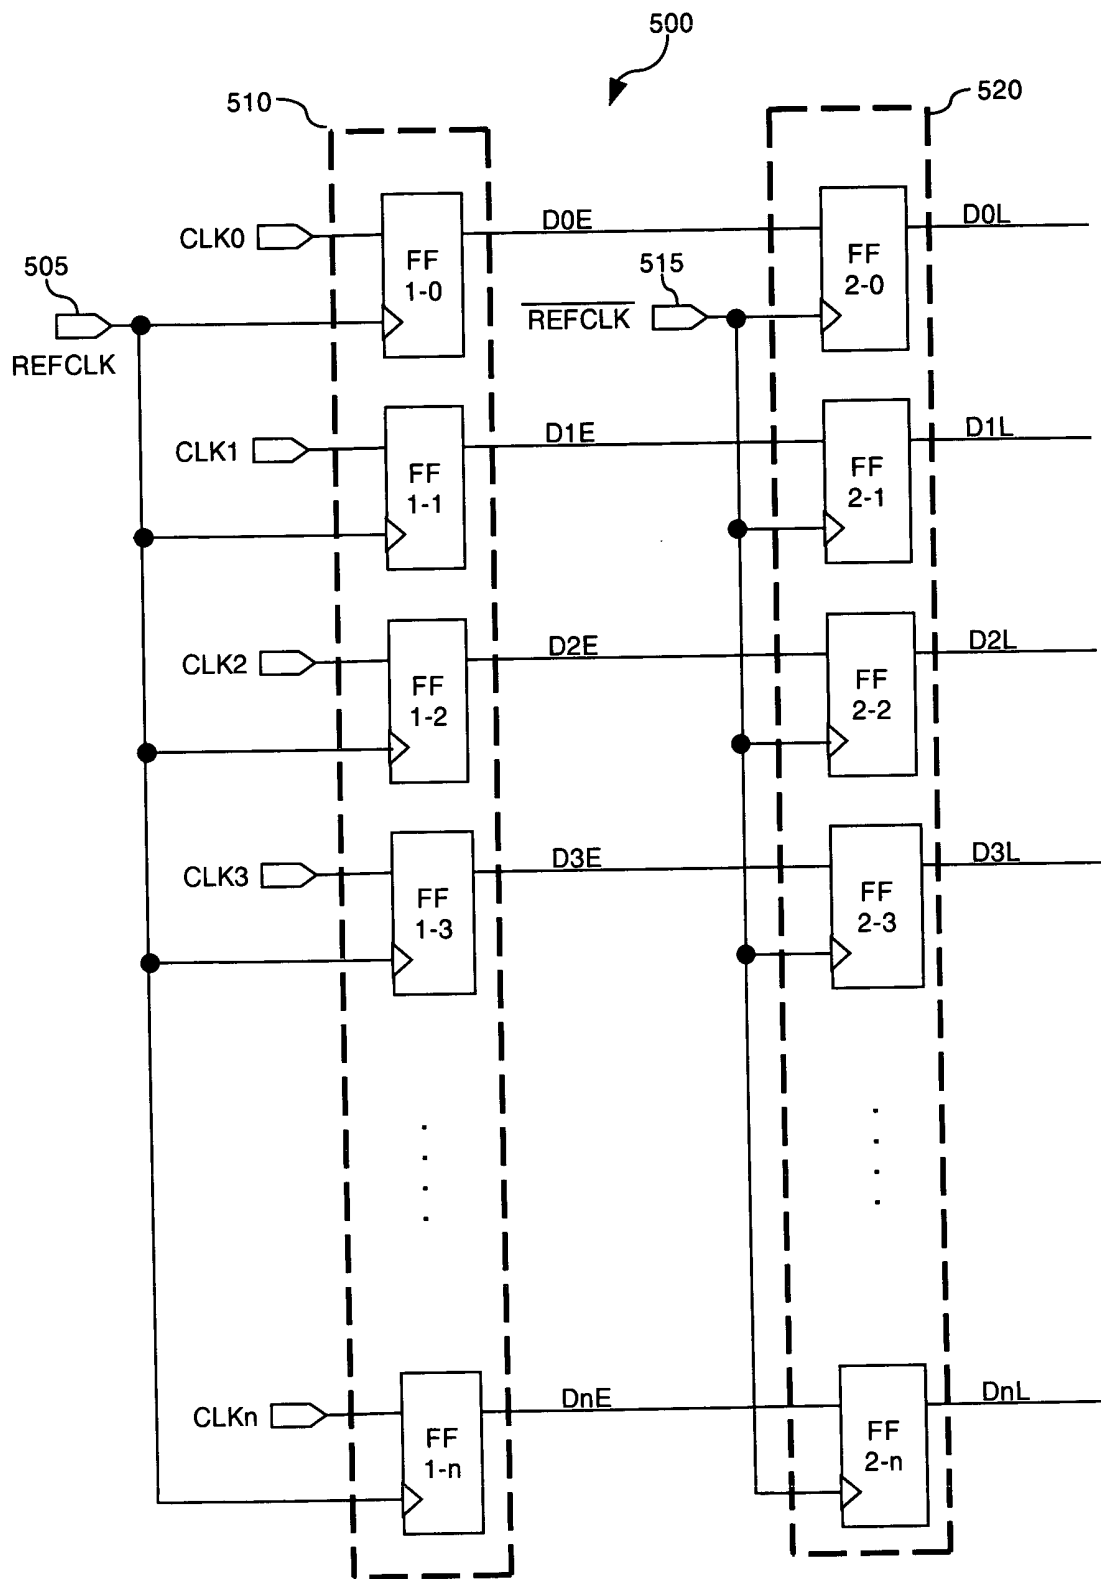 500
510
520
CLK0
FF
1-0
D0E
FF
2-0
D0L
505
REFCLK
515
REFCLK
CLK1
FF
1-1
D1E
FF
2-1
D1L
CLK2
FF
1-2
D2E
FF
2-2
D2L
CLK3
FF
1-3
D3E
FF
2-3
D3L
CLKn
FF
1-n
DnE
FF
2-n
DnL